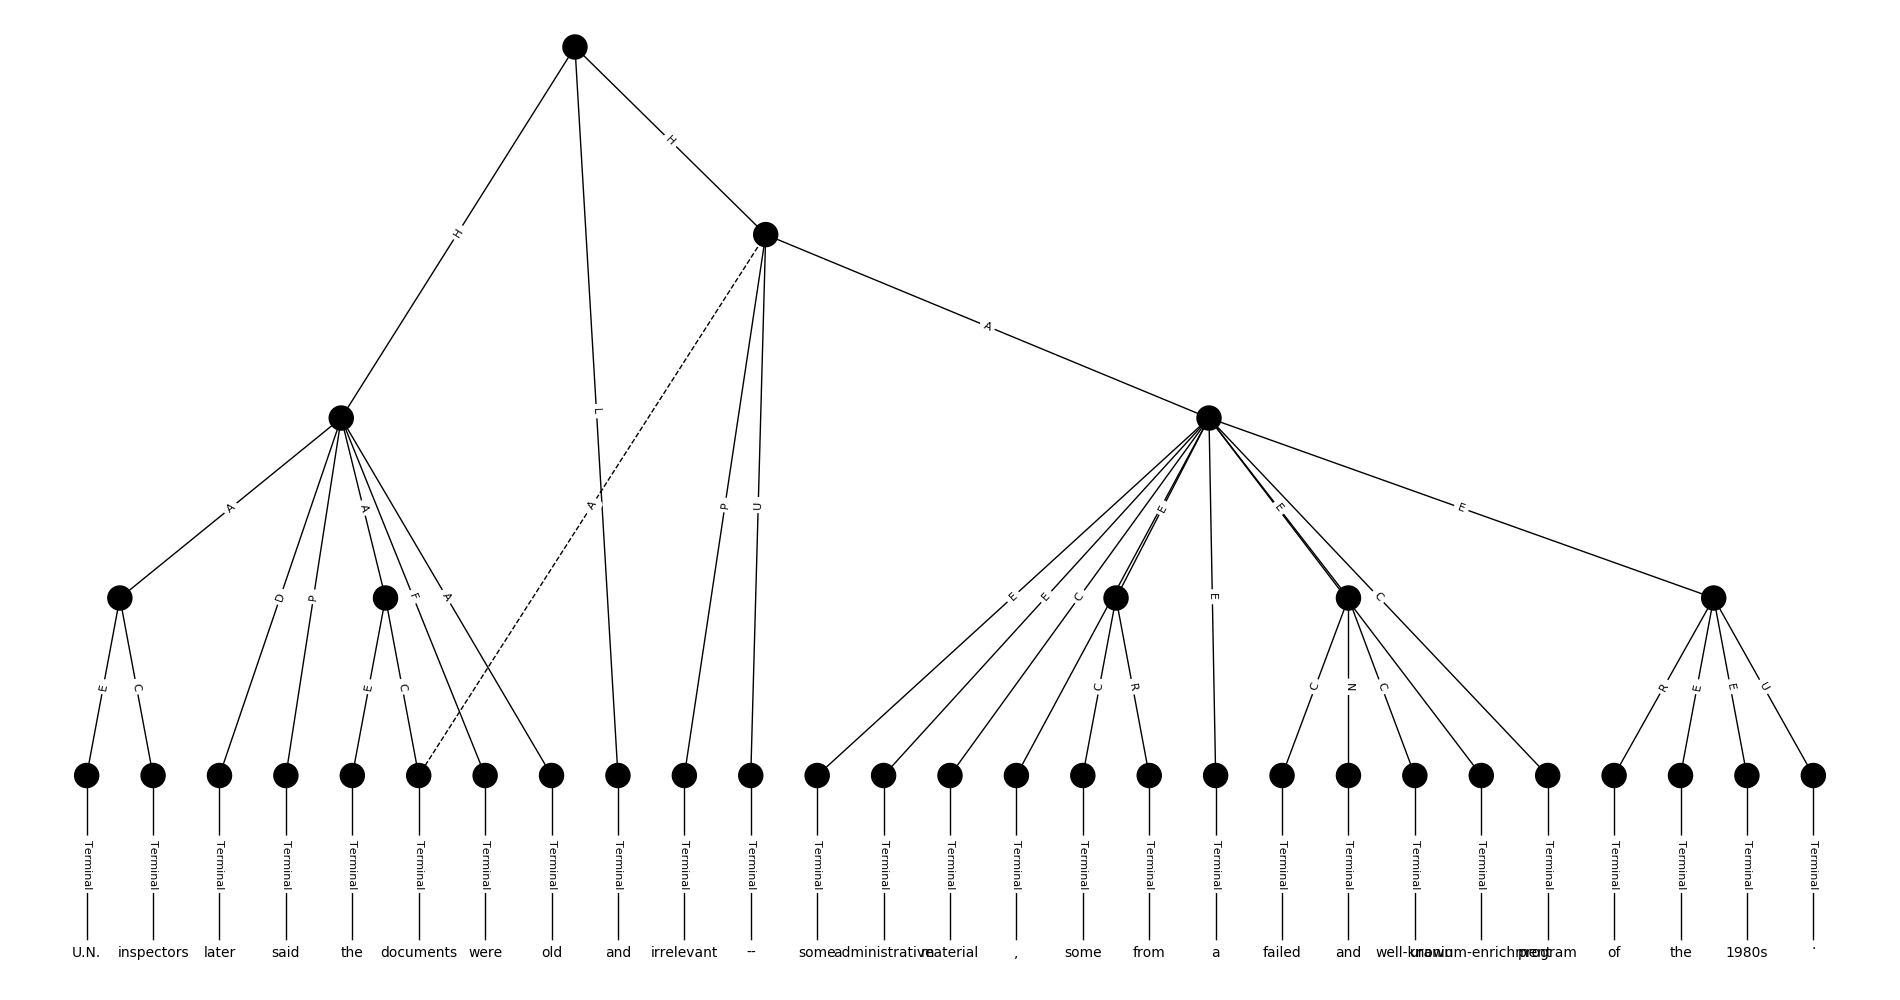 H
H
A
L
A
P
U
A
D
P
A
F
A
E
E
C
E
E
E
C
E
E
C
E
C
C
R
C
N
C
R
E
E
U
Terminal Terminal Terminal Terminal Terminal Terminal Terminal Terminal Terminal Terminal Terminal Terminal Terminal Terminal Terminal Terminal Terminal Terminal Terminal Terminal Terminal Terminal Terminal Terminal Terminal Terminal Terminal
U.N. inspectors later said the documents were old and irrelevant -- some administrative material , some from a failed and well-known uranium-enrichment program of the 1980s .